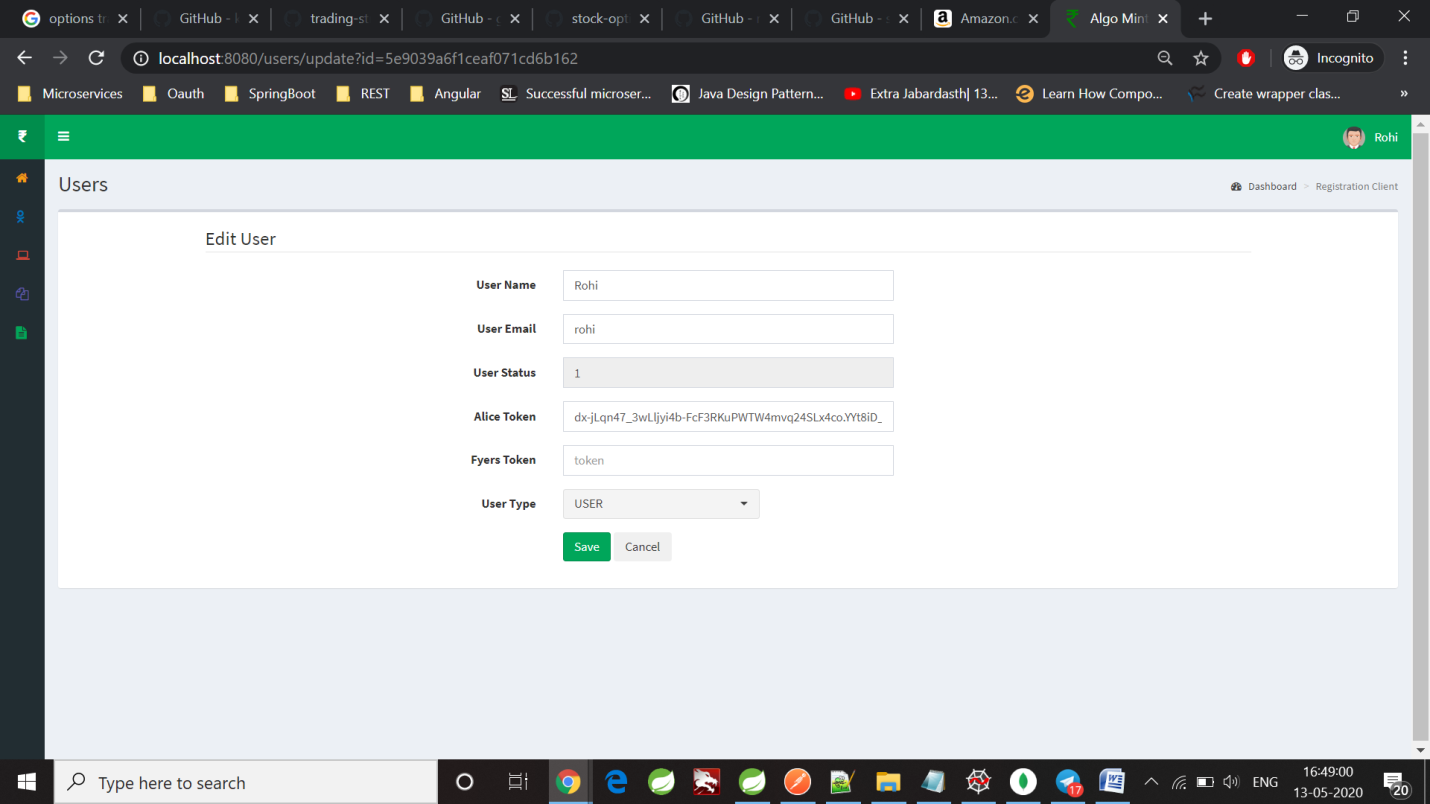 options tr
GitHub - 
trading-st
GitHub - g
stock-opt
GitHub - r
GitHub - s
Amazon.c
Algo Mint
localhost:8080/users/update?id=5e9039a6f1ceaf071cd6b162
Incognito
Microservices
Oauth
SpringBoot
REST
Angular
SL Successful microser...
Java Design Pattern...
Extra Jabardasth| 13...
Learn How Compo...
Create wrapper clas...
»
₹
Rohi
Users
Dashboard > Registration Client
Edit User
User Name Rohi
User Email rohi
User Status 1
Alice Token dx-jLqn47_3wLljyi4b-FcF3RKuPWTW4mvq24SLx4co.YYt8iD_
Fyers Token token
User Type USER
Save Cancel
Type here to search
17
ENG
16:49:00
13-05-2020
20